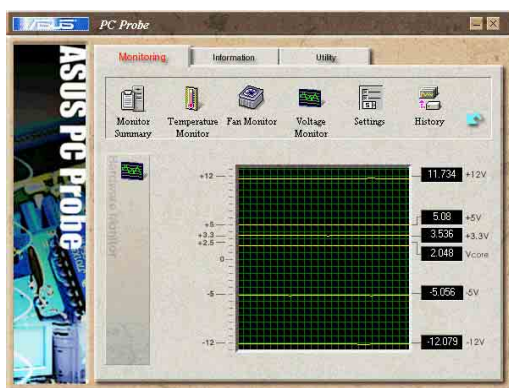 ASUS PC Probe
ASUS PC Probe
Monitoring Information Utility
Monitor Summary
Temperature Monitor
Fan Monitor
Voltage Monitor
Settings
History
+12
+5
+3.3
+2.5
0
-5
-12
11.734 +12V
5.08 +5V
3.536 +3.3V
2.048 Vcore
-5.056 -5V
-12.079 -12V